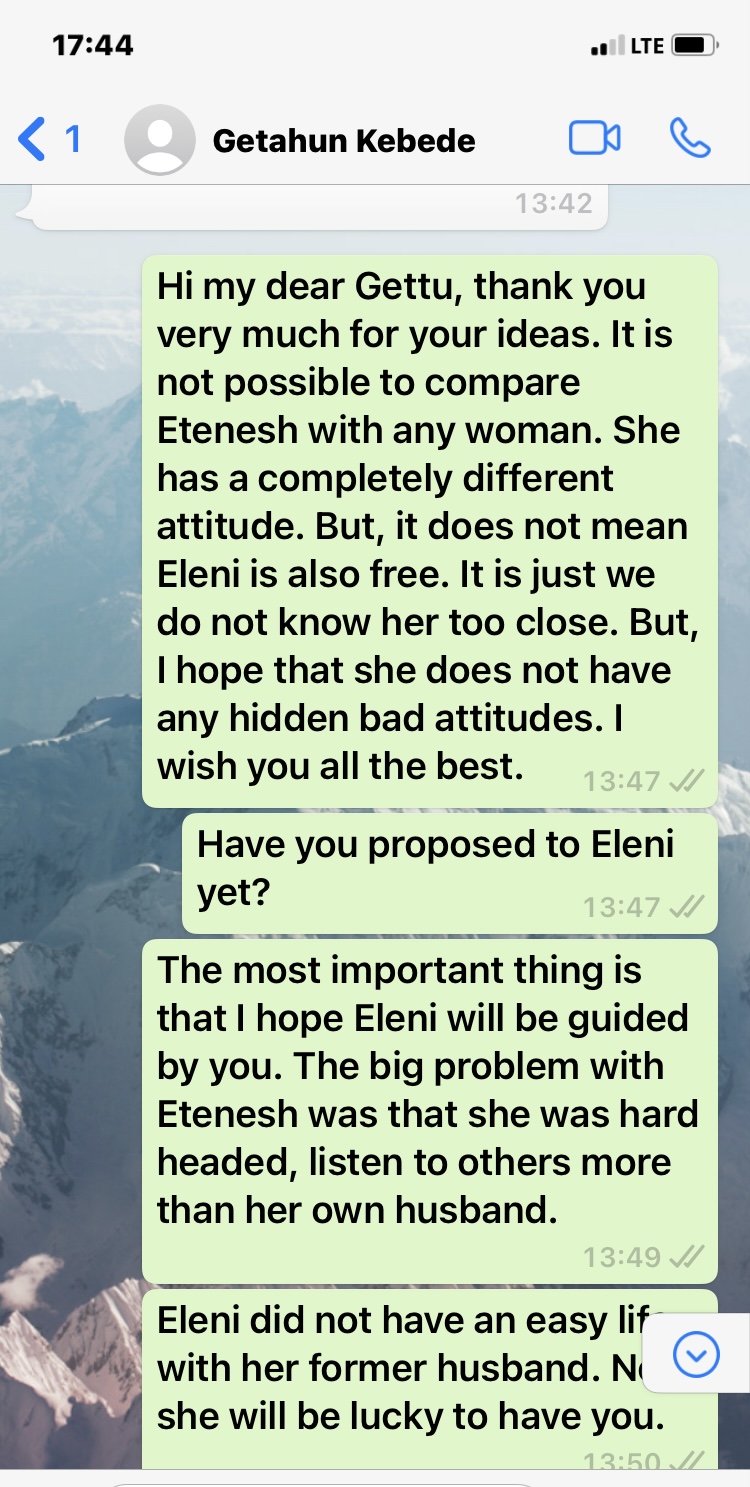 17:44
LTE
1
Getahun Kebede
13:42
Hi my dear Gettu, thank you
very much for your ideas. It is
not possible to compare
Etenesh with any woman. She
has a completely different
attitude. But, it does not mean
Eleni is also free. It is just we
do not know her too close. But,
I hope that she does not have
any hidden bad attitudes. I
wish you all the best.
13:47
Have you proposed to Eleni
yet?
13:47
The most important thing is
that I hope Eleni will be guided
by you. The big problem with
Etenesh was that she was hard
headed, listen to others more
than her own husband.
13:49
Eleni did not have an easy
with her former husband.
she will be lucky to have you.
13:50